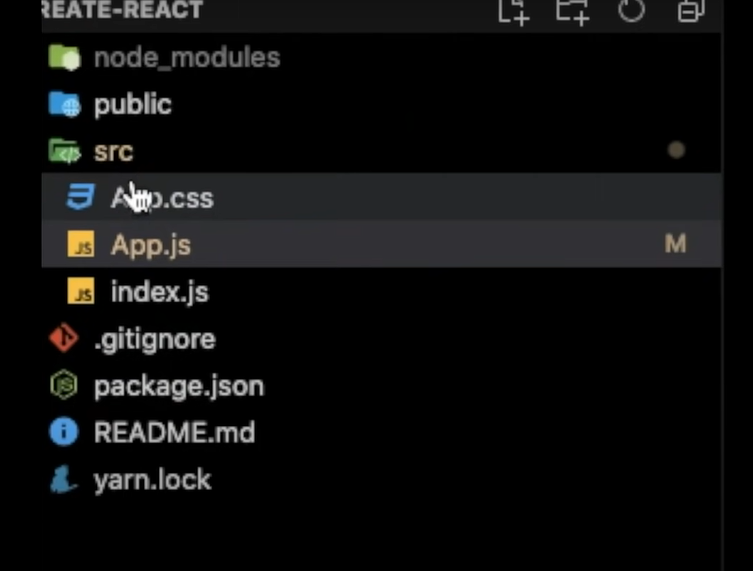 REATE-REACT
node_modules
public
src
App.css
App.js M
index.js
.gitignore
package.json
README.md
yarn.lock